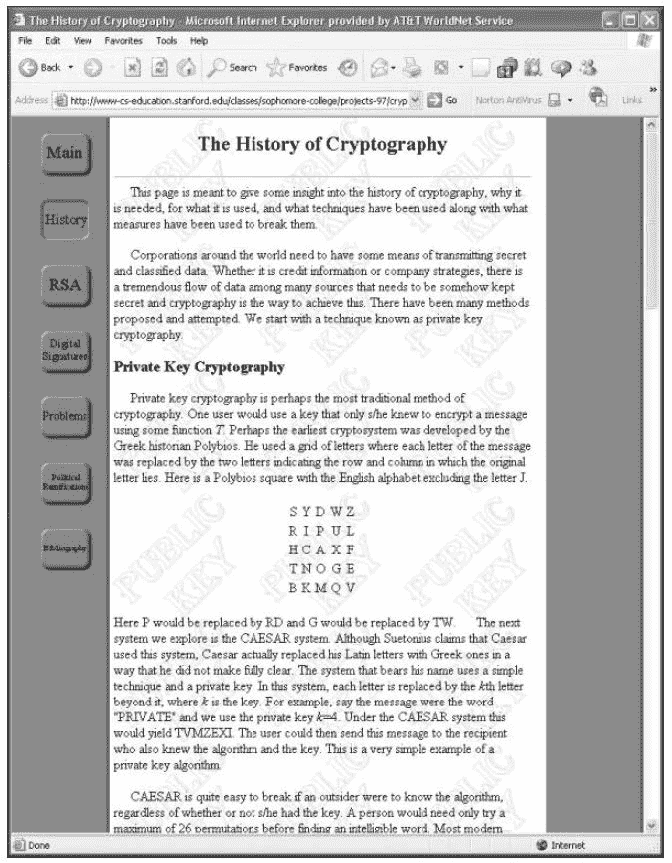 The History of Cryptography - Microsoft Internet Explorer provided by AT&T WorldNet Service
File Edit View Favorites Tools Help
Back Search Favorites
Address http://www-cs-education.stanford.edu/classes/sophomore-college/projects-97/cryp Go Norton AntiVirus Links
Main
History
RSA
Digital
Signatures
Problems
Political
Ramifications
Bibliography
The History of Cryptography
This page is meant to give some insight into the history of cryptography, why it
is needed, for what it is used, and what techniques have been used along with what
measures have been used to break them.
Corporations around the world need to have some means of transmitting secret
and classified data. Whether it is credit information or company strategies, there is
a tremendous flow of data among many sources that needs to be somehow kept
secret and cryptography is the way to achieve this. There have been many methods
proposed and attempted. We start with a technique known as private key
cryptography.
Private Key Cryptography
Private key cryptography is perhaps the most traditional method of
cryptography. One user would use a key that only s/he knew to encrypt a message
using some function T. Perhaps the earliest cryptosystem was developed by the
Greek historian Polybios. He used a grid of letters where each letter of the message
was replaced by the two letters indicating the row and column in which the original
letter lies. Here is a Polybios square with the English alphabet excluding the letter J.
S Y D W Z
R I P U L
H C A X F
T N O G E
B K M Q V
Here P would be replaced by RD and G would be replaced by TW. The next
system we explore is the CAESAR system. Although Suetonius claims that Caesar
used this system, Caesar actually replaced his Latin letters with Greek ones in a
way that he did not make fully clear. The system that bears his name uses a simple
technique and a private key. In this system, each letter is replaced by the kth letter
beyond it, where k is the key. For example, say the message were the word
"PRIVATE" and we use the private key k=4. Under the CAESAR system this
would yield TVMZEXI. The user could then send this message to the recipient
who also knew the algorithm and the key. This is a very simple example of a
private key algorithm.
CAESAR is quite easy to break if an outsider were to know the algorithm,
regardless of whether or not s/he had the key. A person would need only try a
maximum of 26 permutations before finding an intelligible word. Most modern
PUBLIC KEY
Done Internet